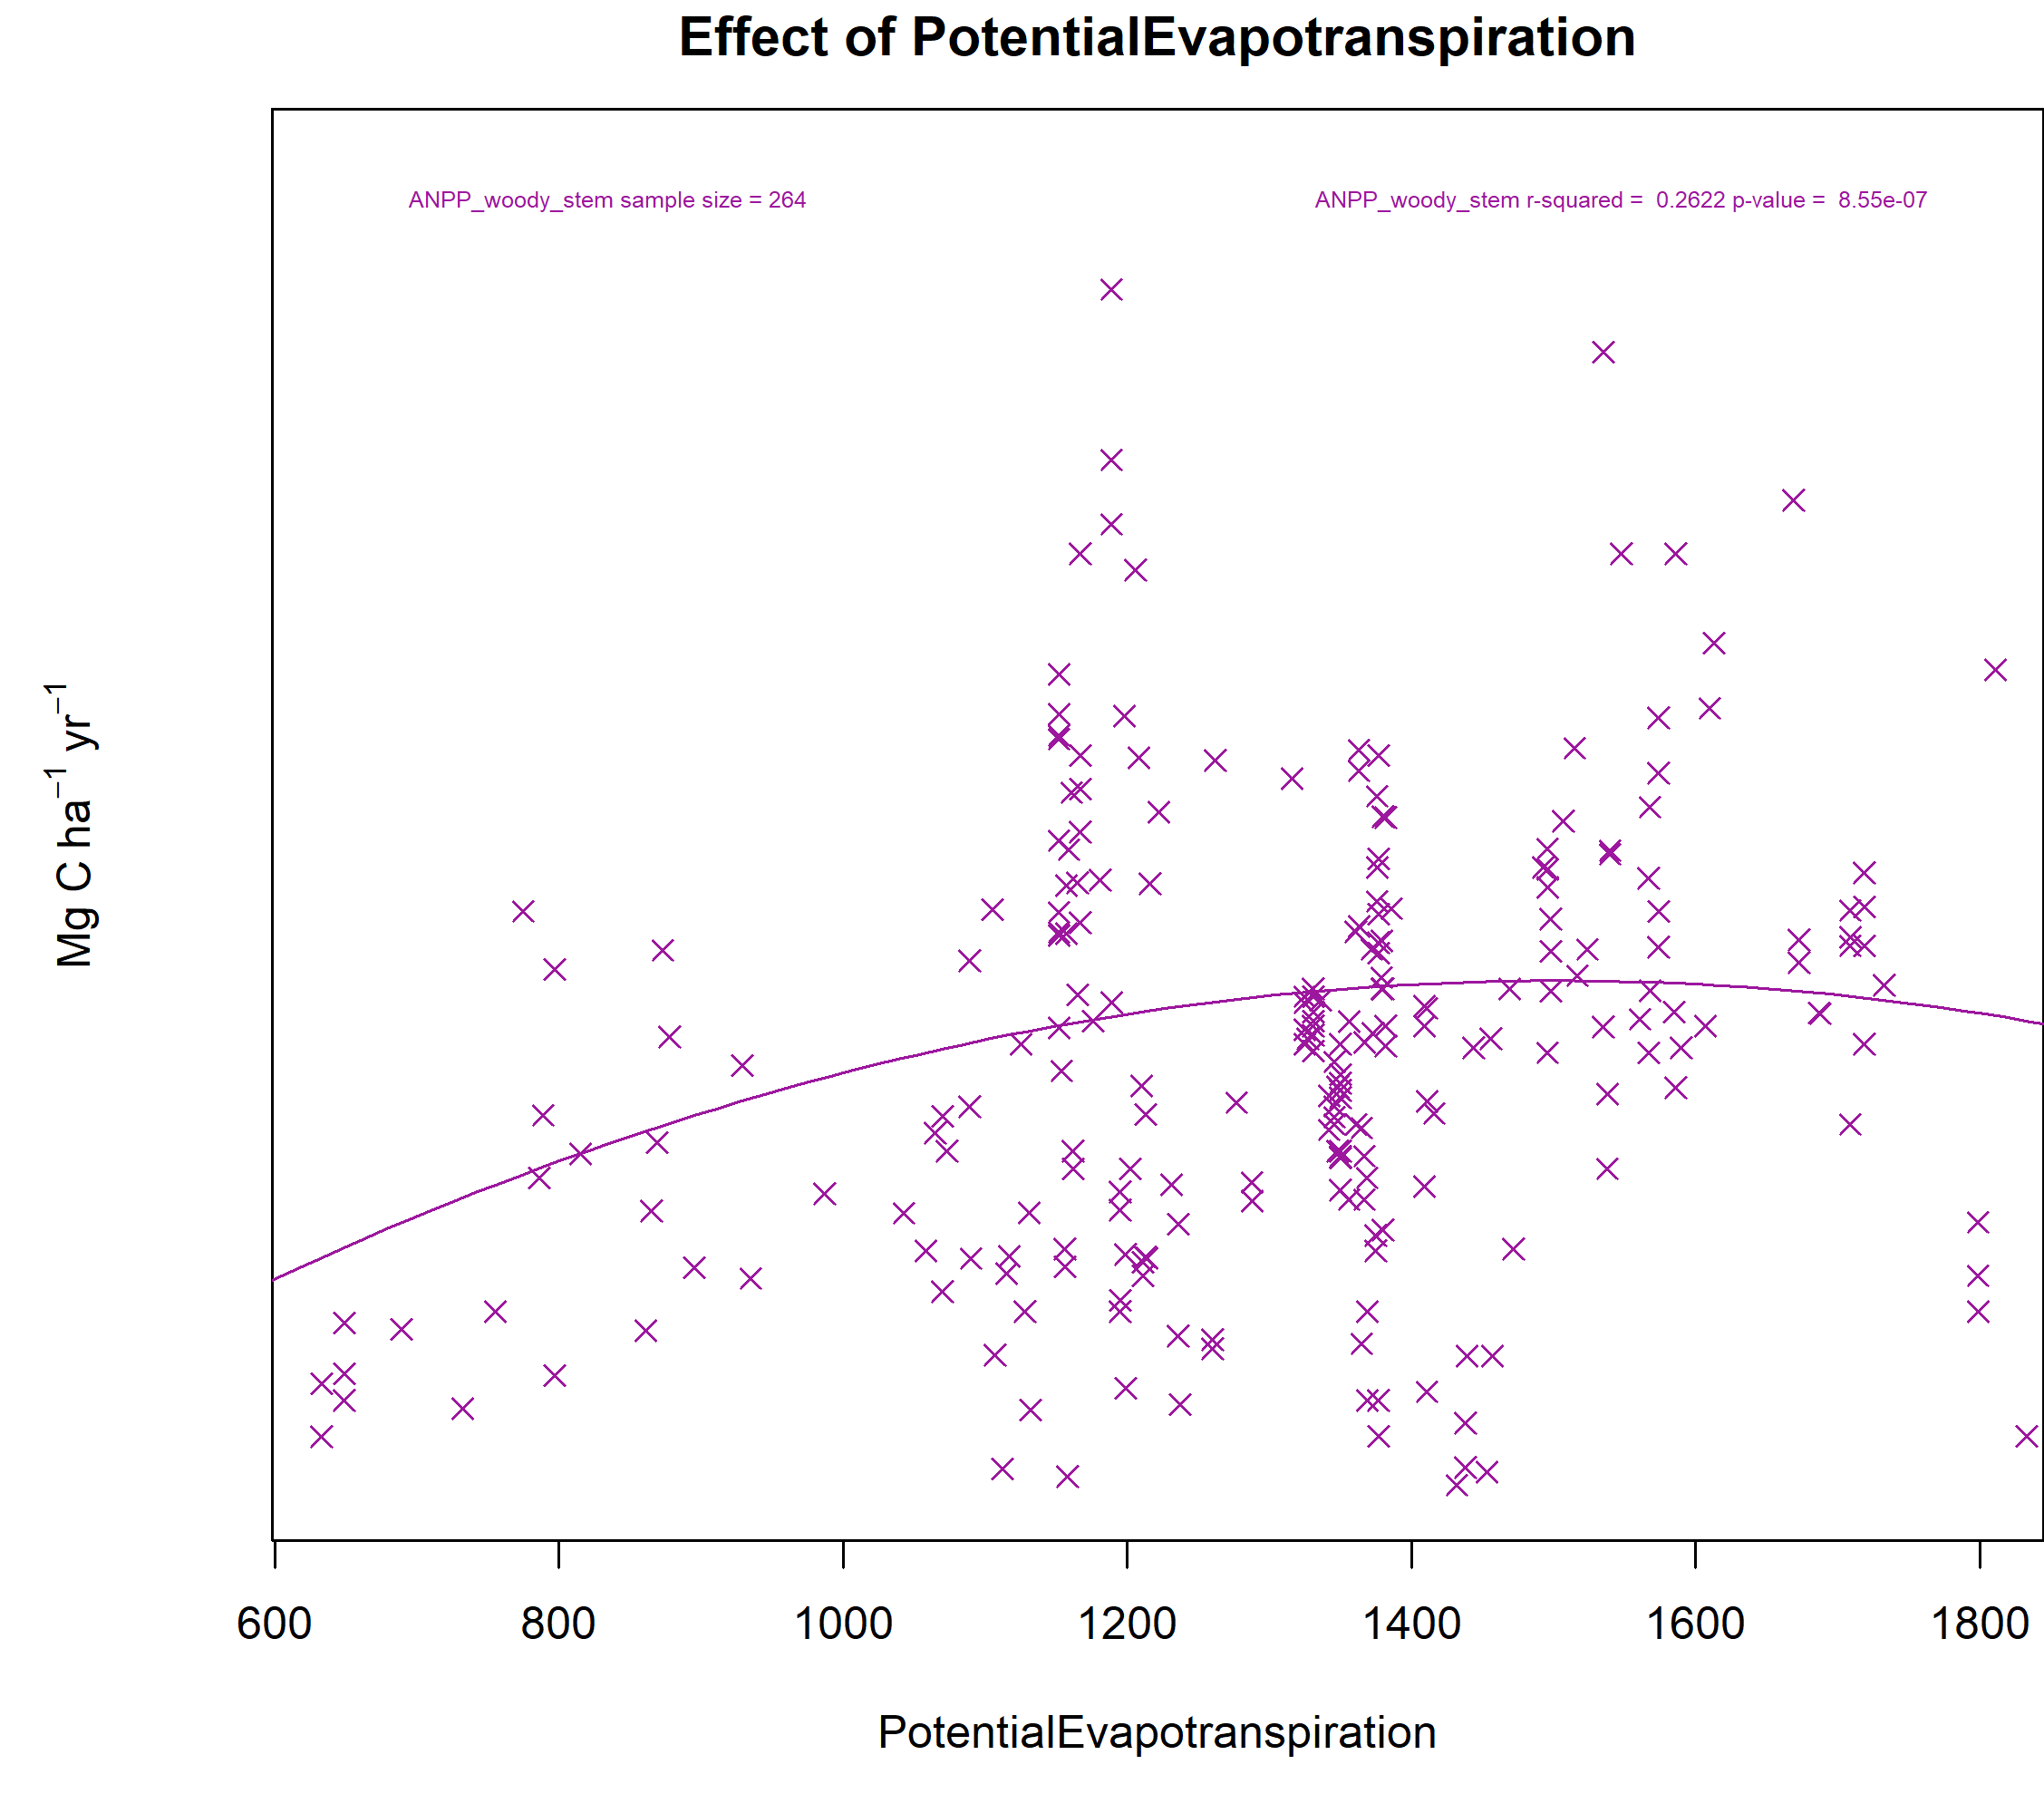 Effect of PotentialEvapotranspiration
ANPP_woody_stem sample size = 264
ANPP_woody_stem r-squared = 0.2622 p-value = 8.55e-07
Mg C ha⁻¹ yr⁻¹
600 800 1000 1200 1400 1600 1800
PotentialEvapotranspiration